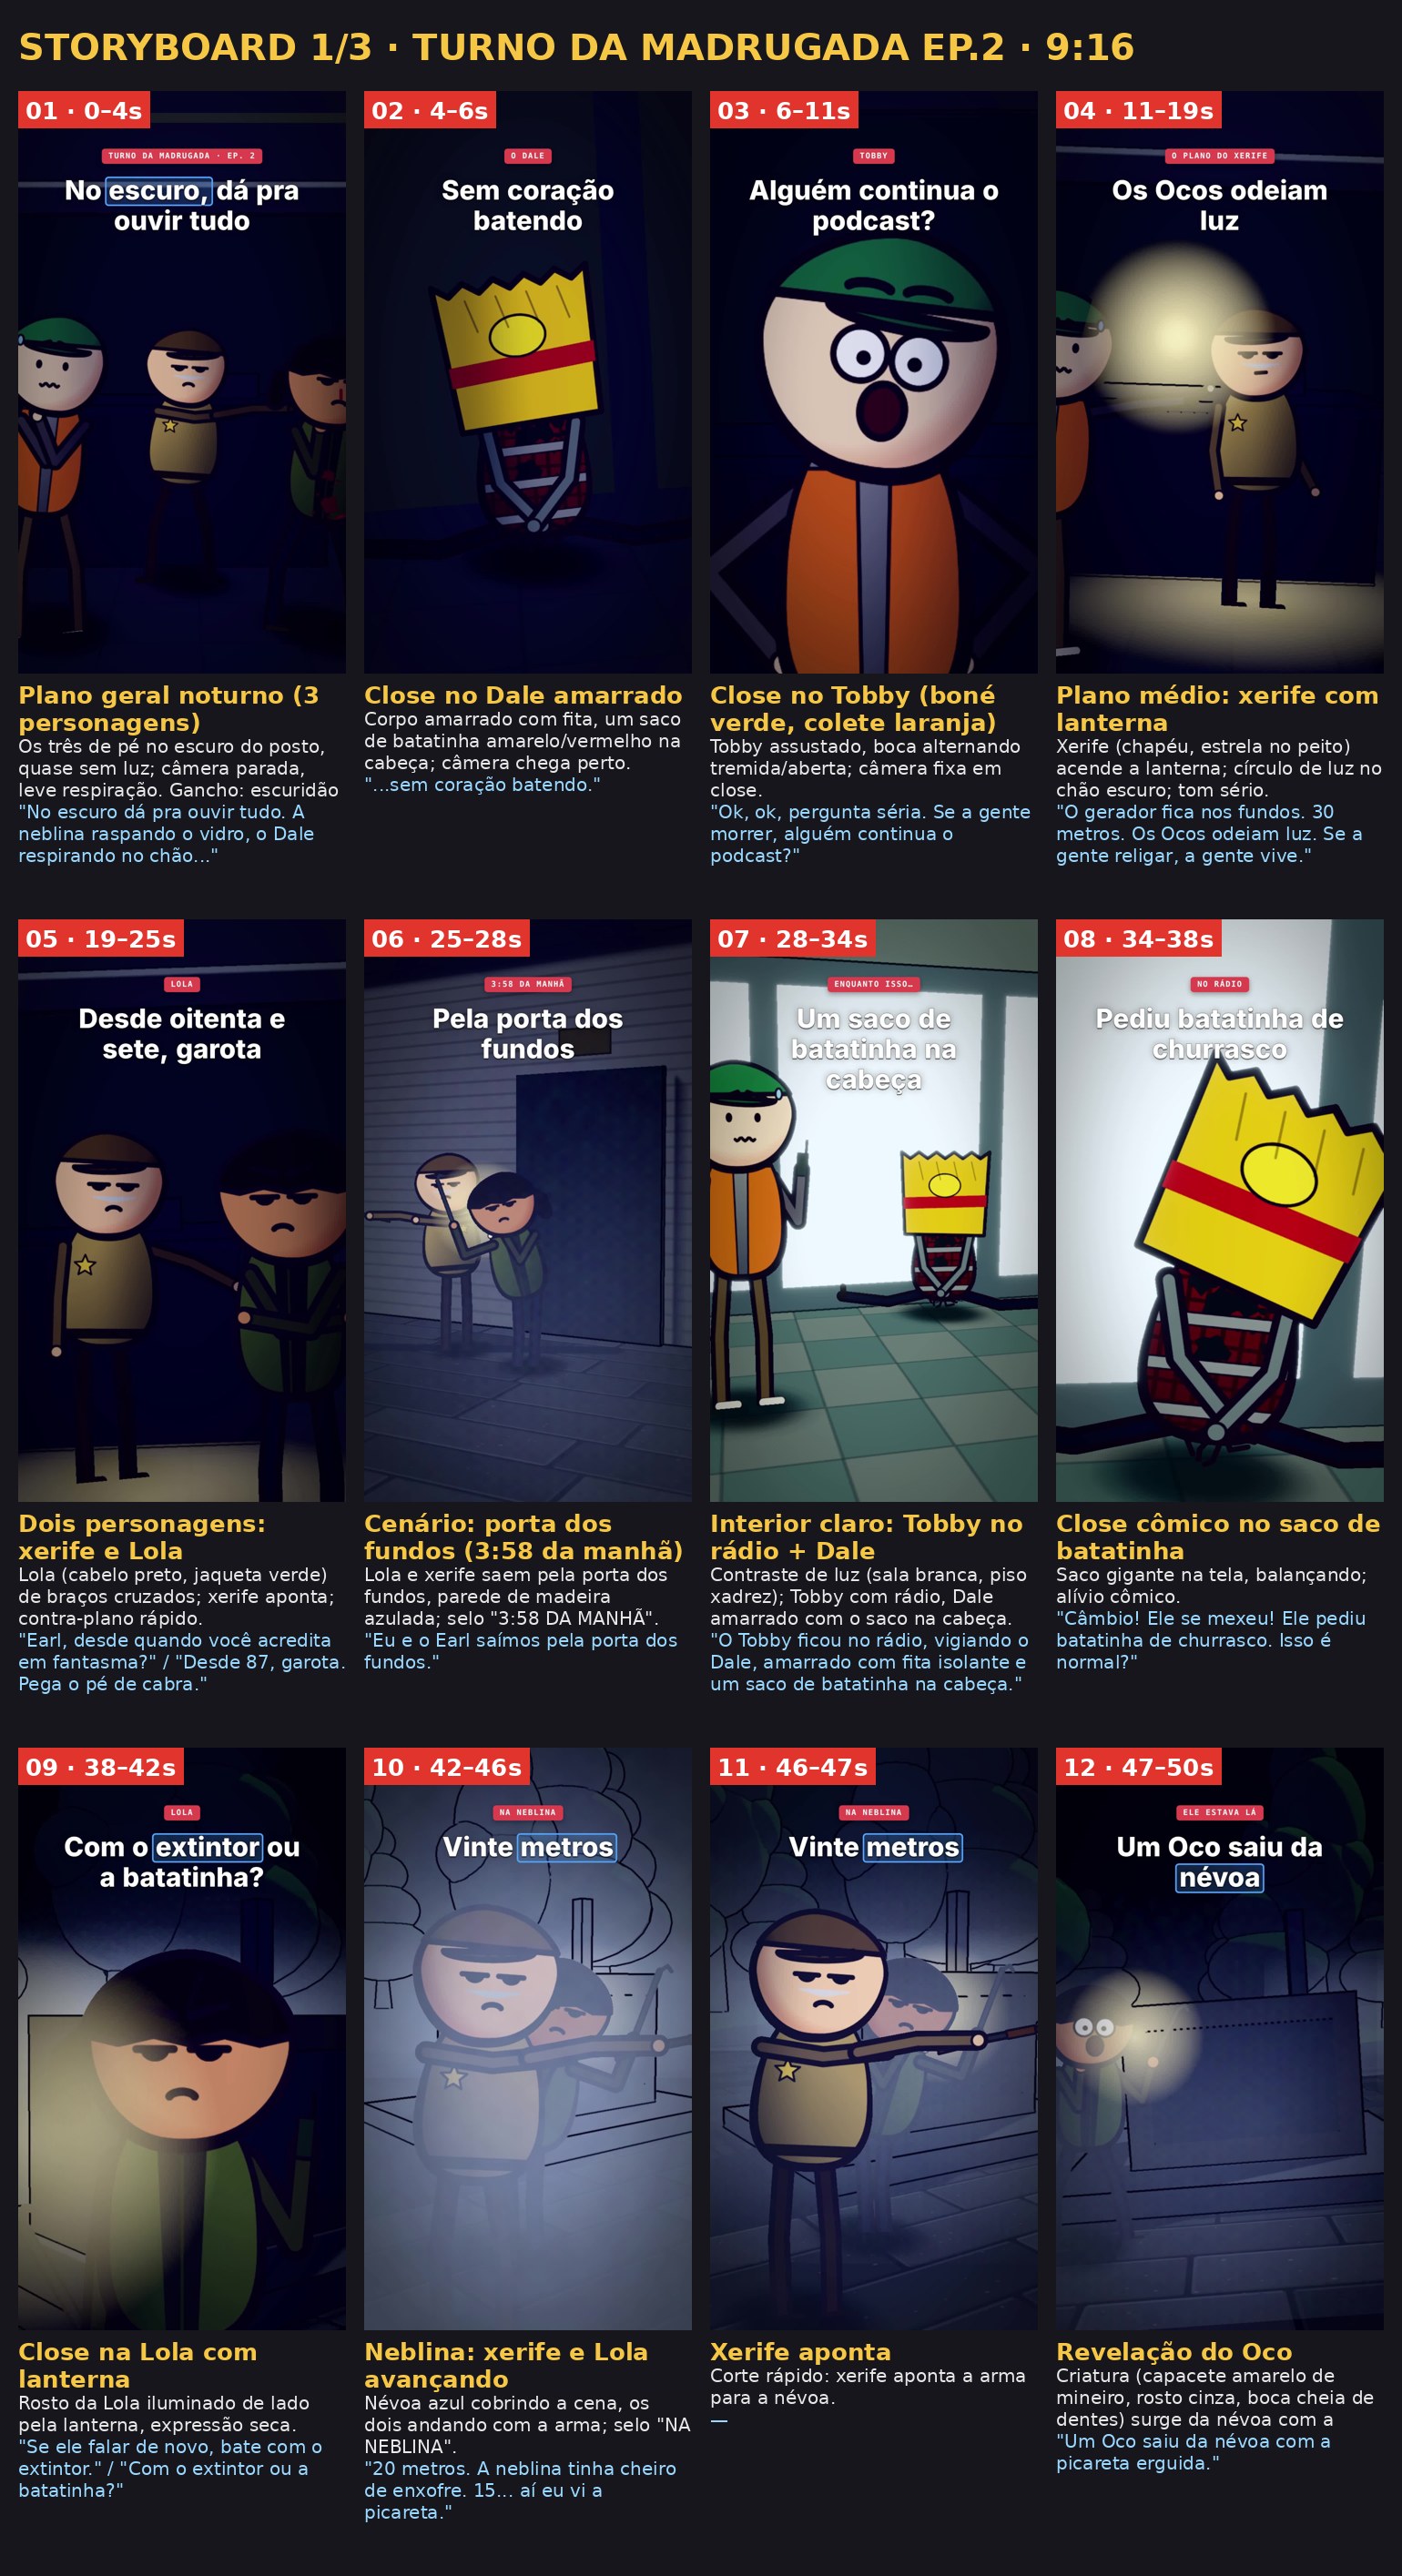 STORYBOARD 1/3 · TURNO DA MADRUGADA EP.2 · 9:16
01 · 0–4s
TURNO DA MADRUGADA · EP. 2
No escuro, dá pra
ouvir tudo
Plano geral noturno (3
personagens)
Os três de pé no escuro do posto,
quase sem luz; câmera parada,
leve respiração. Gancho: escuridão
"No escuro dá pra ouvir tudo. A
neblina raspando o vidro, o Dale
respirando no chão..."
02 · 4–6s
O DALE
Sem coração
batendo
Close no Dale amarrado
Corpo amarrado com fita, um saco
de batatinha amarelo/vermelho na
cabeça; câmera chega perto.
"...sem coração batendo."
03 · 6–11s
TOBBY
Alguém continua o
podcast?
Close no Tobby (boné
verde, colete laranja)
Tobby assustado, boca alternando
tremida/aberta; câmera fixa em
close.
"Ok, ok, pergunta séria. Se a gente
morrer, alguém continua o
podcast?"
04 · 11–19s
O PLANO DO XERIFE
Os Ocos odeiam
luz
Plano médio: xerife com
lanterna
Xerife (chapéu, estrela no peito)
acende a lanterna; círculo de luz no
chão escuro; tom sério.
"O gerador fica nos fundos. 30
metros. Os Ocos odeiam luz. Se a
gente religar, a gente vive."
05 · 19–25s
LOLA
Desde oitenta e
sete, garota
Dois personagens:
xerife e Lola
Lola (cabelo preto, jaqueta verde)
de braços cruzados; xerife aponta;
contra-plano rápido.
"Earl, desde quando você acredita
em fantasma?" / "Desde 87, garota.
Pega o pé de cabra."
06 · 25–28s
3:58 DA MANHÃ
Pela porta dos
fundos
Cenário: porta dos
fundos (3:58 da manhã)
Lola e xerife saem pela porta dos
fundos, parede de madeira
azulada; selo "3:58 DA MANHÃ".
"Eu e o Earl saímos pela porta dos
fundos."
07 · 28–34s
ENQUANTO ISSO…
Um saco de
batatinha na
cabeça
Interior claro: Tobby no
rádio + Dale
Contraste de luz (sala branca, piso
xadrez); Tobby com rádio, Dale
amarrado com o saco na cabeça.
"O Tobby ficou no rádio, vigiando o
Dale, amarrado com fita isolante e
um saco de batatinha na cabeça."
08 · 34–38s
NO RÁDIO
Pediu batatinha de
churrasco
Close cômico no saco de
batatinha
Saco gigante na tela, balançando;
alívio cômico.
"Câmbio! Ele se mexeu! Ele pediu
batatinha de churrasco. Isso é
normal?"
09 · 38–42s
LOLA
Com o extintor ou
a batatinha?
Close na Lola com
lanterna
Rosto da Lola iluminado de lado
pela lanterna, expressão seca.
"Se ele falar de novo, bate com o
extintor." / "Com o extintor ou a
batatinha?"
10 · 42–46s
NA NEBLINA
Vinte metros
Neblina: xerife e Lola
avançando
Névoa azul cobrindo a cena, os
dois andando com a arma; selo "NA
NEBLINA".
"20 metros. A neblina tinha cheiro
de enxofre. 15... aí eu vi a
picareta."
11 · 46–47s
NA NEBLINA
Vinte metros
Xerife aponta
Corte rápido: xerife aponta a arma
para a névoa.
—
12 · 47–50s
ELE ESTAVA LÁ
Um Oco saiu da
névoa
Revelação do Oco
Criatura (capacete amarelo de
mineiro, rosto cinza, boca cheia de
dentes) surge da névoa com a
"Um Oco saiu da névoa com a
picareta erguida."